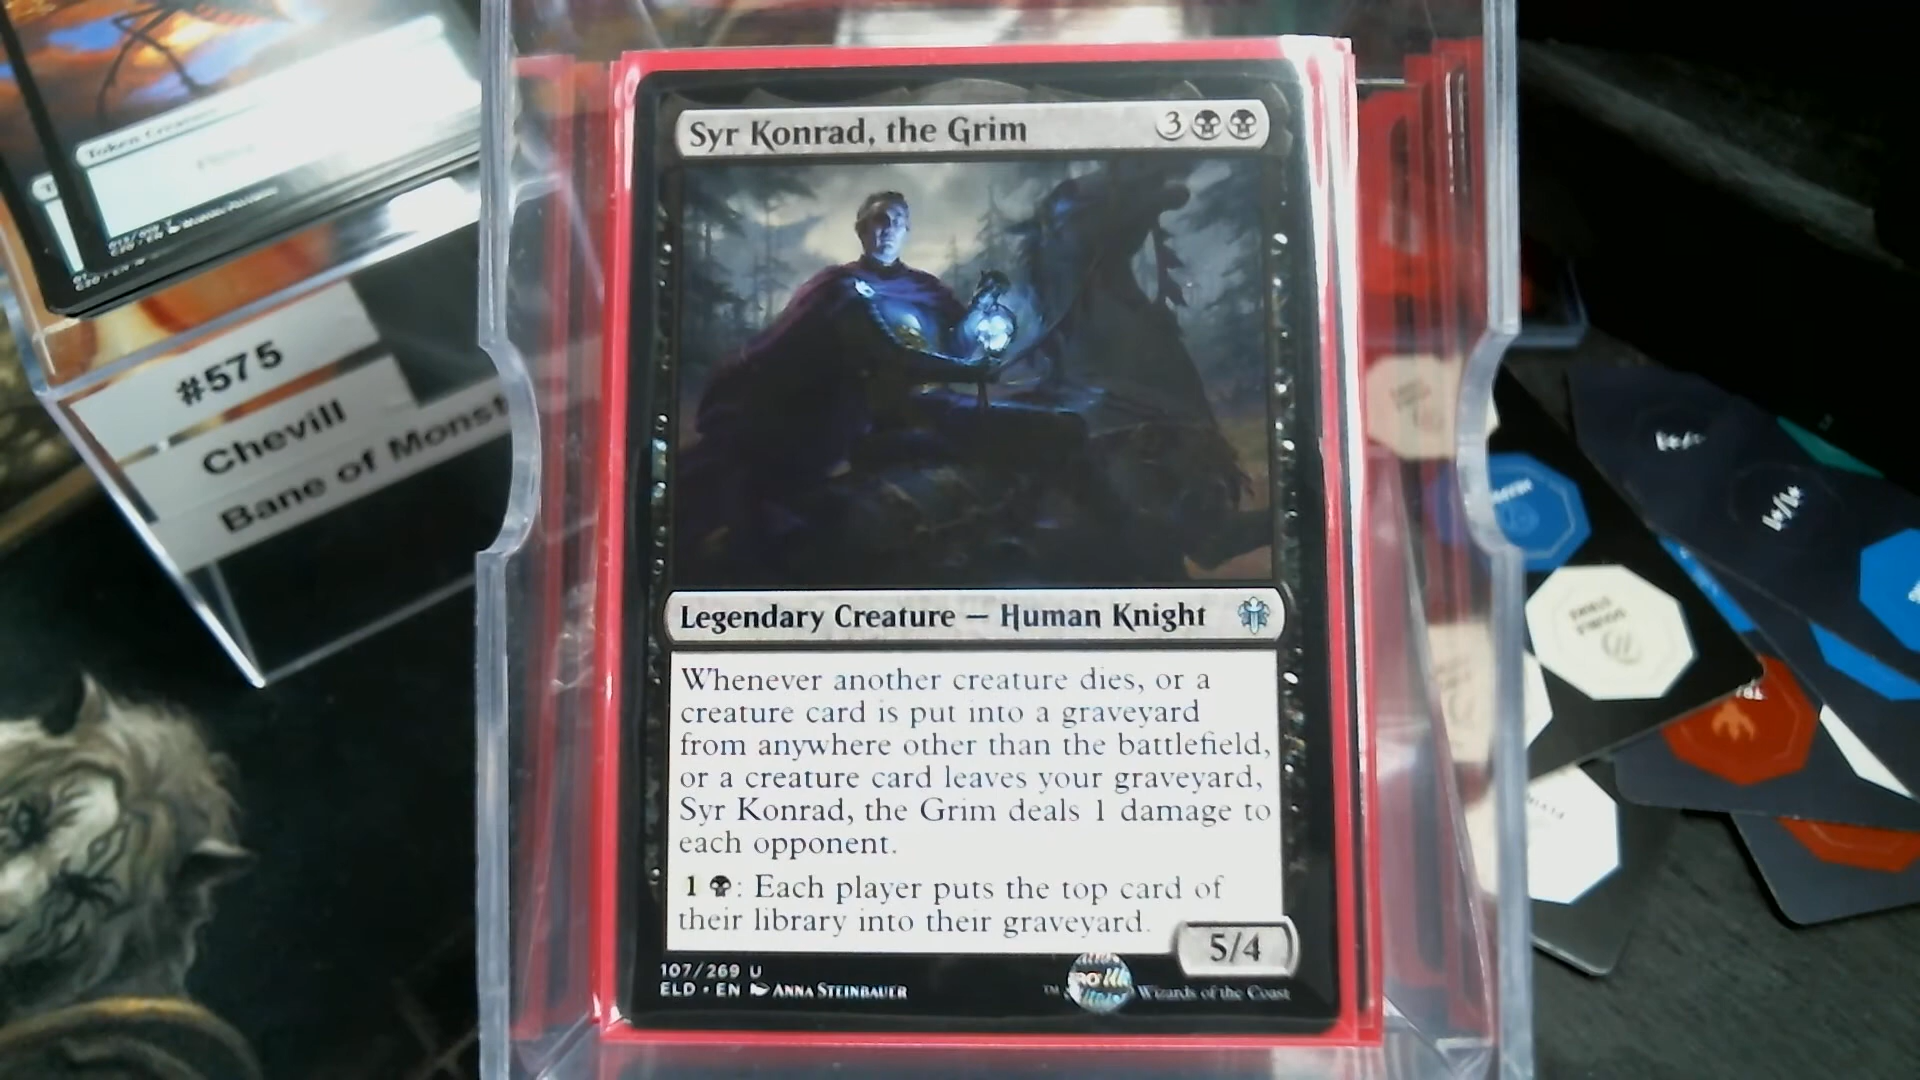 Syr Konrad, the Grim 3
Legendary Creature — Human Knight
Whenever another creature dies, or a
creature card is put into a graveyard
from anywhere other than the battlefield,
or a creature card leaves your graveyard,
Syr Konrad, the Grim deals 1 damage to
each opponent.
1 : Each player puts the top card of
their library into their graveyard.
5/4
107/269 U
ELD • EN Anna Steinbauer
™ Wizards of the Coast
Token Creature
#575
Chevill
Bane of Monst